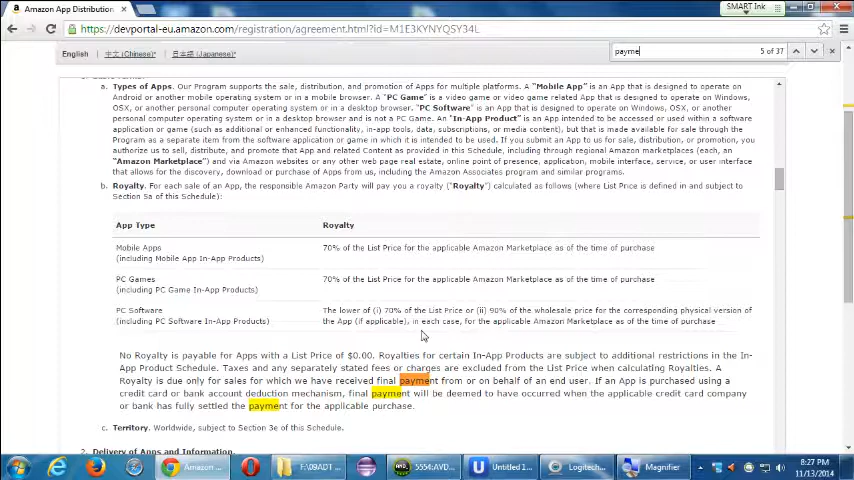 Amazon App Distribution
SMART Ink
https://devportal-eu.amazon.com/registration/agreement.html?id=M1E3KYNYQSY34L
English
中文 (Chinese)*
日本語 (Japanese)*
payme
5 of 37
a. Types of Apps. Our Program supports the sale, distribution, and promotion of Apps for multiple platforms. A "Mobile App" is an App that is designed to operate on
Android or another mobile operating system or in a mobile browser. A "PC Game" is a video game or video game related App that is designed to operate on Windows,
OSX, or another personal computer operating system or in a desktop browser. "PC Software" is an App that is designed to operate on Windows, OSX, or another
personal computer operating system or in a desktop browser and is not a PC Game. An "In-App Product" is an App intended to be accessed or used within a software
application or game (such as additional or enhanced functionality, in-app tools, data, subscriptions, or media content), but that is made available for sale through the
Program as a separate item from the software application or game in which it is intended to be used. If you submit an App to us for sale, distribution, or promotion, you
authorize us to sell, distribute, and promote that App and related Content as provided in this Schedule, including through regional Amazon marketplaces (each, an
"Amazon Marketplace") and via Amazon websites or any other web page real estate, online point of presence, application, mobile interface, service, or user interface
that allows for the discovery, download or purchase of Apps from us, including the Amazon Associates program and similar programs.
b. Royalty. For each sale of an App, the responsible Amazon Party will pay you a royalty ("Royalty") calculated as follows (where List Price is defined in and subject to
Section 5a of this Schedule):
App Type Royalty
Mobile Apps 70% of the List Price for the applicable Amazon Marketplace as of the time of purchase
(including Mobile App In-App Products)
PC Games 70% of the List Price for the applicable Amazon Marketplace as of the time of purchase
(including PC Game In-App Products)
PC Software The lower of (i) 70% of the List Price or (ii) 90% of the wholesale price for the corresponding physical version of
(including PC Software In-App Products) the App (if applicable), in each case, for the applicable Amazon Marketplace as of the time of purchase
No Royalty is payable for Apps with a List Price of $0.00. Royalties for certain In-App Products are subject to additional restrictions in the In-
App Product Schedule. Taxes and any separately stated fees or charges are excluded from the List Price when calculating Royalties. A
Royalty is due only for sales for which we have received final payment from or on behalf of an end user. If an App is purchased using a
credit card or bank account deduction mechanism, final payment will be deemed to have occurred when the applicable credit card company
or bank has fully settled the payment for the applicable purchase.
c. Territory. Worldwide, subject to Section 3e of this Schedule.
2. Delivery of Apps and Information.
Amazon ...
F:\09ADT
5554:AVD...
Untitled 1...
Logitech...
Magnifier
8:27 PM
11/13/2014